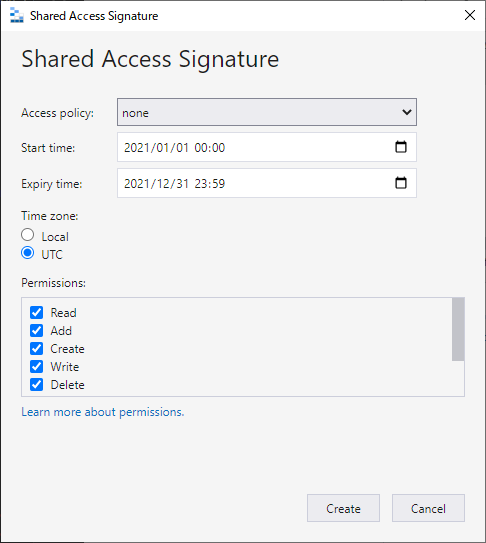 Shared Access Signature
Shared Access Signature
Access policy: none
Start time: 2021/01/01 00:00
Expiry time: 2021/12/31 23:59
Time zone:
Local
UTC
Permissions:
Read
Add
Create
Write
Delete
Learn more about permissions.
Create Cancel